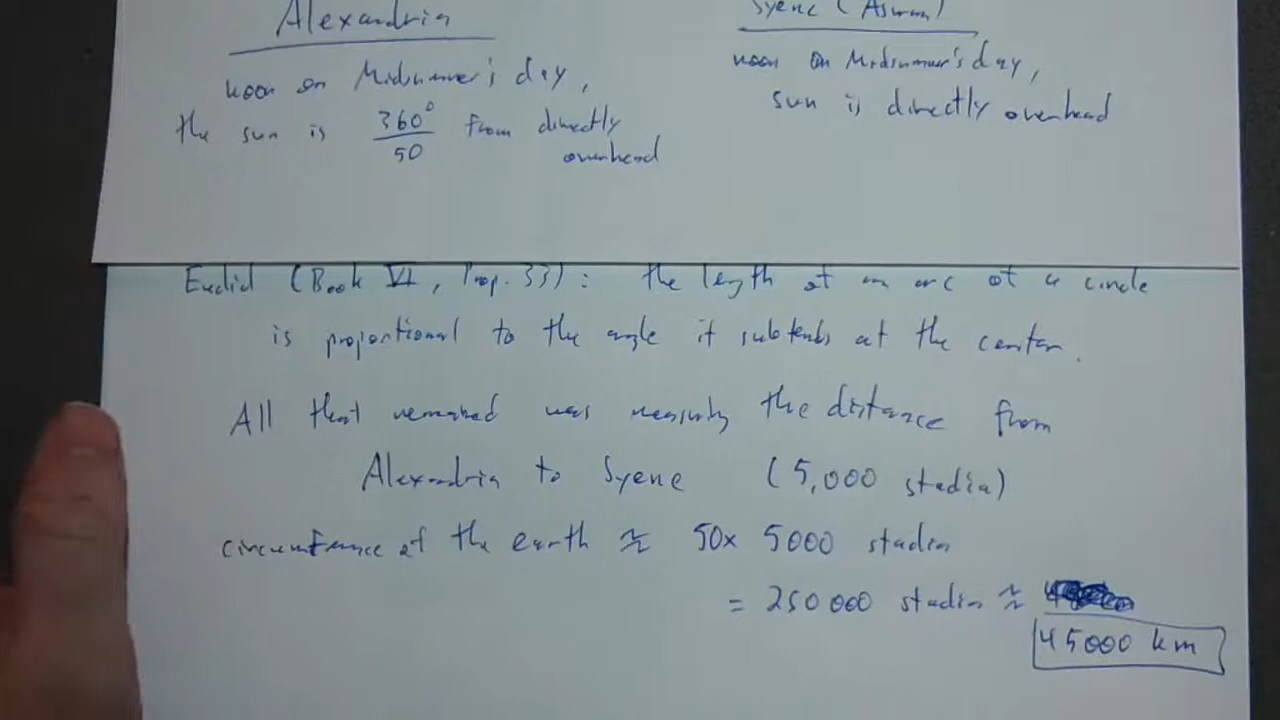 Alexandria
noon on Midsummer's day,
the sun is 360°/50 from directly
overhead
Syene (Aswan)
noon on Midsummer's day,
sun is directly overhead
Euclid (Book VI, Prop. 33): the length of an arc of a circle
is proportional to the angle it subtends at the center.
All that remained was measuring the distance from
Alexandria to Syene (5,000 stadia)
circumference of the earth ≈ 50x 5000 stadia
= 250000 stadia ≈
45000 km